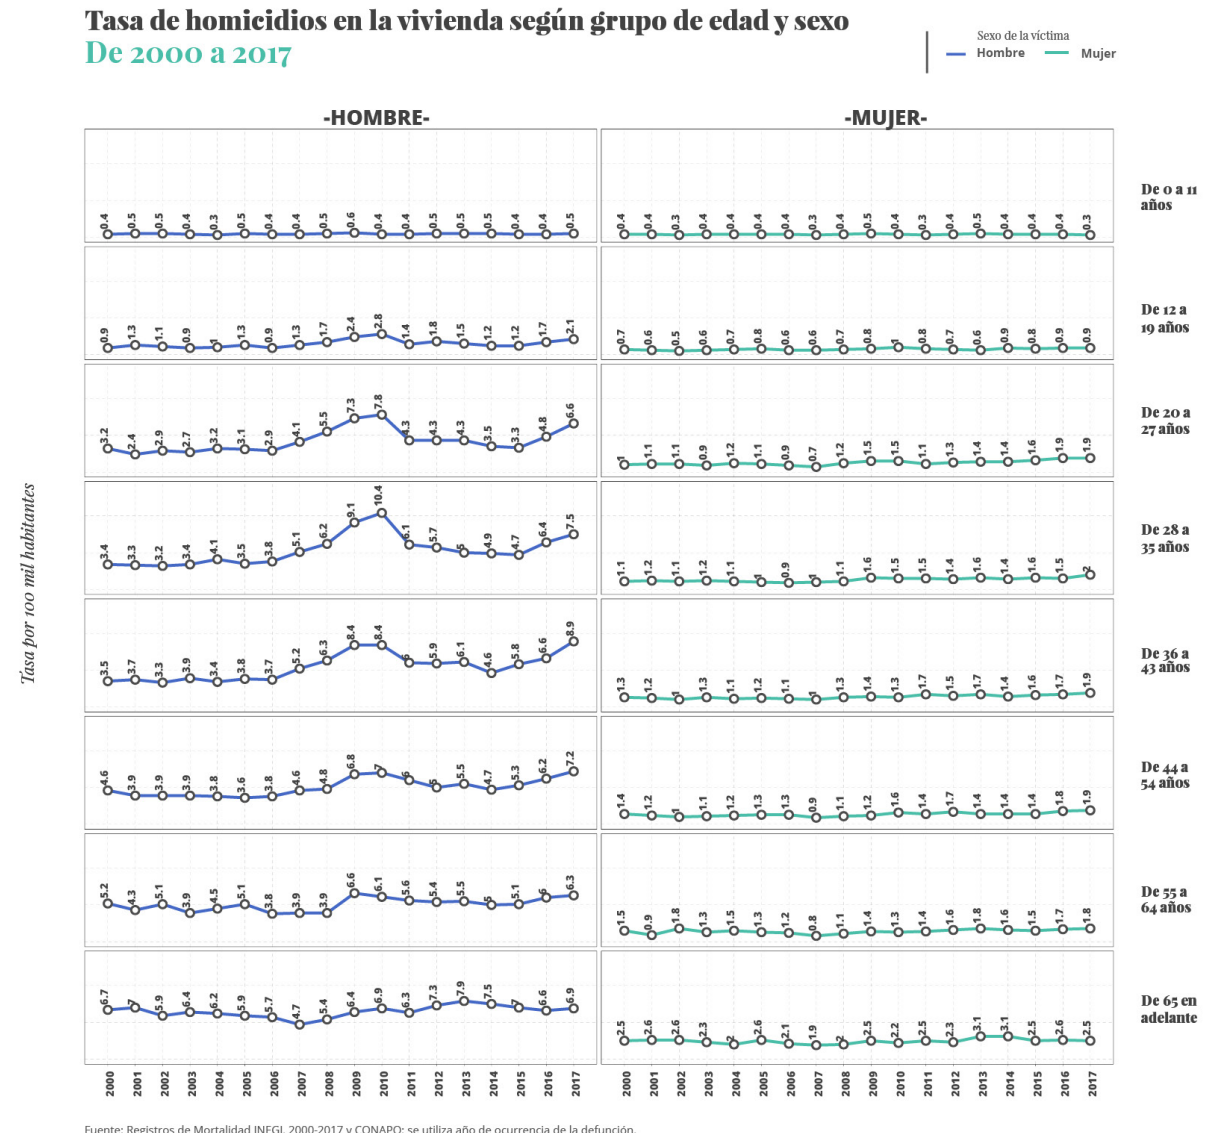 Tasa de homicidios en la vivienda según grupo de edad y sexo
De 2000 a 2017
Sexo de la víctima
Hombre Mujer
-HOMBRE- -MUJER-
Tasa por 100 mil habitantes
0.4 0.5 0.5 0.4 0.3 0.5 0.4 0.4 0.5 0.6 0.4 0.4 0.5 0.5 0.5 0.4 0.4 0.5
0.4 0.4 0.3 0.4 0.4 0.4 0.4 0.3 0.4 0.5 0.4 0.3 0.4 0.5 0.4 0.4 0.4 0.3
De 0 a 11
años
0.9 1.3 1.1 0.9 1 1.3 0.9 1.3 1.7 2.4 2.8 1.4 1.8 1.5 1.2 1.2 1.7 2.1
0.7 0.6 0.5 0.6 0.7 0.8 0.6 0.6 0.7 0.8 1 0.8 0.7 0.6 0.9 0.8 0.9 0.9
De 12 a
19 años
3.2 2.4 2.9 2.7 3.2 3.1 2.9 4.1 5.5 7.3 7.8 4.3 4.3 4.3 3.5 3.3 4.8 6.6
1 1.1 1.1 0.9 1.2 1.1 0.9 0.7 1.2 1.5 1.5 1.1 1.3 1.4 1.4 1.6 1.9 1.9
De 20 a
27 años
3.4 3.3 3.2 3.4 4.1 3.5 3.8 5.1 6.2 9.1 10.4 6.1 5.7 5 4.9 4.7 6.4 7.5
1.1 1.2 1.1 1.2 1.1 1 0.9 1 1.1 1.6 1.5 1.5 1.4 1.6 1.4 1.6 1.5 2
De 28 a
35 años
3.5 3.7 3.3 3.9 3.4 3.8 3.7 5.2 6.3 8.4 8.4 6 5.9 6.1 4.6 5.8 6.6 8.9
1.3 1.2 1 1.3 1.1 1.2 1.1 1 1.3 1.4 1.3 1.7 1.5 1.7 1.4 1.6 1.7 1.9
De 36 a
43 años
4.6 3.9 3.9 3.9 3.8 3.6 3.8 4.6 4.8 6.8 7 6 5 5.5 4.7 5.3 6.2 7.2
1.4 1.2 1 1.1 1.2 1.3 1.3 0.9 1.1 1.2 1.6 1.4 1.7 1.4 1.4 1.4 1.8 1.9
De 44 a
54 años
5.2 4.3 5.1 3.9 4.5 5.1 3.8 3.9 3.9 6.6 6.1 5.6 5.4 5.5 5 5.1 6 6.3
1.5 0.9 1.8 1.3 1.5 1.3 1.2 0.8 1.1 1.4 1.3 1.4 1.6 1.8 1.6 1.5 1.7 1.8
De 55 a
64 años
6.7 7 5.9 6.4 6.2 5.9 5.7 4.7 5.4 6.4 6.9 6.3 7.3 7.9 7.5 7 6.6 6.9
2.5 2.6 2.6 2.3 2 2.6 2.1 1.9 2 2.5 2.2 2.5 2.3 3.1 3.1 2.5 2.6 2.5
De 65 en
adelante
2000 2001 2002 2003 2004 2005 2006 2007 2008 2009 2010 2011 2012 2013 2014 2015 2016 2017
2000 2001 2002 2003 2004 2005 2006 2007 2008 2009 2010 2011 2012 2013 2014 2015 2016 2017
Fuente: Registros de Mortalidad INEGI, 2000-2017 y CONAPO; se utiliza año de ocurrencia de la defunción.